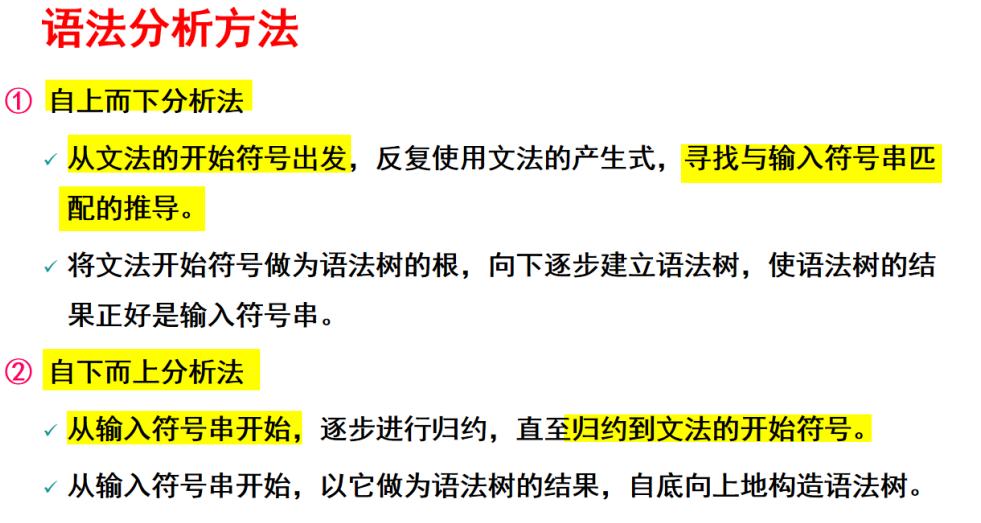 语法分析方法
① 自上而下分析法
✓ 从文法的开始符号出发，反复使用文法的产生式，寻找与输入符号串匹
配的推导。
✓ 将文法开始符号做为语法树的根，向下逐步建立语法树，使语法树的结
果正好是输入符号串。
② 自下而上分析法
✓ 从输入符号串开始，逐步进行归约，直至归约到文法的开始符号。
✓ 从输入符号串开始，以它做为语法树的结果，自底向上地构造语法树。